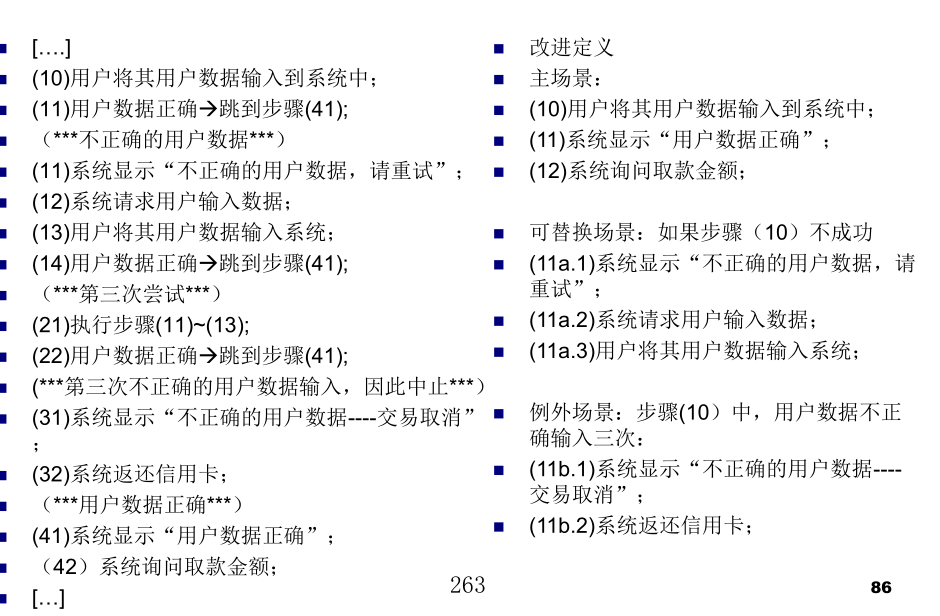 [….]
(10)用户将其用户数据输入到系统中；
(11)用户数据正确→跳到步骤(41);
（***不正确的用户数据***）
(11)系统显示“不正确的用户数据，请重试”；
(12)系统请求用户输入数据；
(13)用户将其用户数据输入系统；
(14)用户数据正确→跳到步骤(41);
（***第三次尝试***）
(21)执行步骤(11)~(13);
(22)用户数据正确→跳到步骤(41);
(***第三次不正确的用户数据输入，因此中止***）
(31)系统显示“不正确的用户数据----交易取消”
；
(32)系统返还信用卡；
（***用户数据正确***）
(41)系统显示“用户数据正确”；
（42）系统询问取款金额；
[…]
改进定义
主场景：
(10)用户将其用户数据输入到系统中；
(11)系统显示“用户数据正确”；
(12)系统询问取款金额；
可替换场景：如果步骤（10）不成功
(11a.1)系统显示“不正确的用户数据，请
重试”；
(11a.2)系统请求用户输入数据；
(11a.3)用户将其用户数据输入系统；
例外场景：步骤(10）中，用户数据不正
确输入三次：
(11b.1)系统显示“不正确的用户数据----
交易取消”；
(11b.2)系统返还信用卡；
263
86